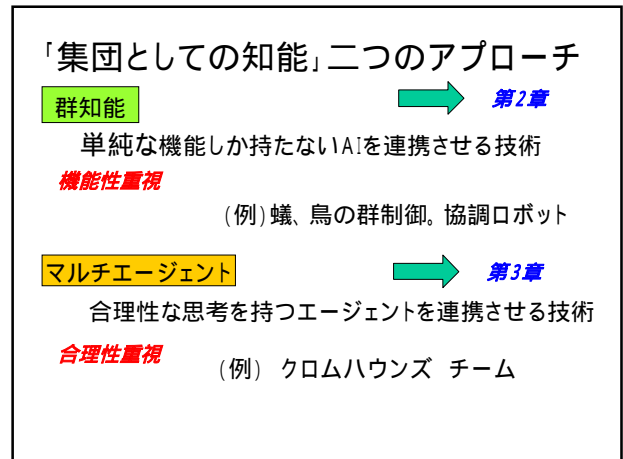 「集団としての知能」二つのアプローチ
群知能 第2章
単純な機能しか持たないAIを連携させる技術
機能性重視
(例)蟻、鳥の群制御。協調ロボット
マルチエージェント 第3章
合理性な思考を持つエージェントを連携させる技術
合理性重視
(例) クロムハウンズ チーム